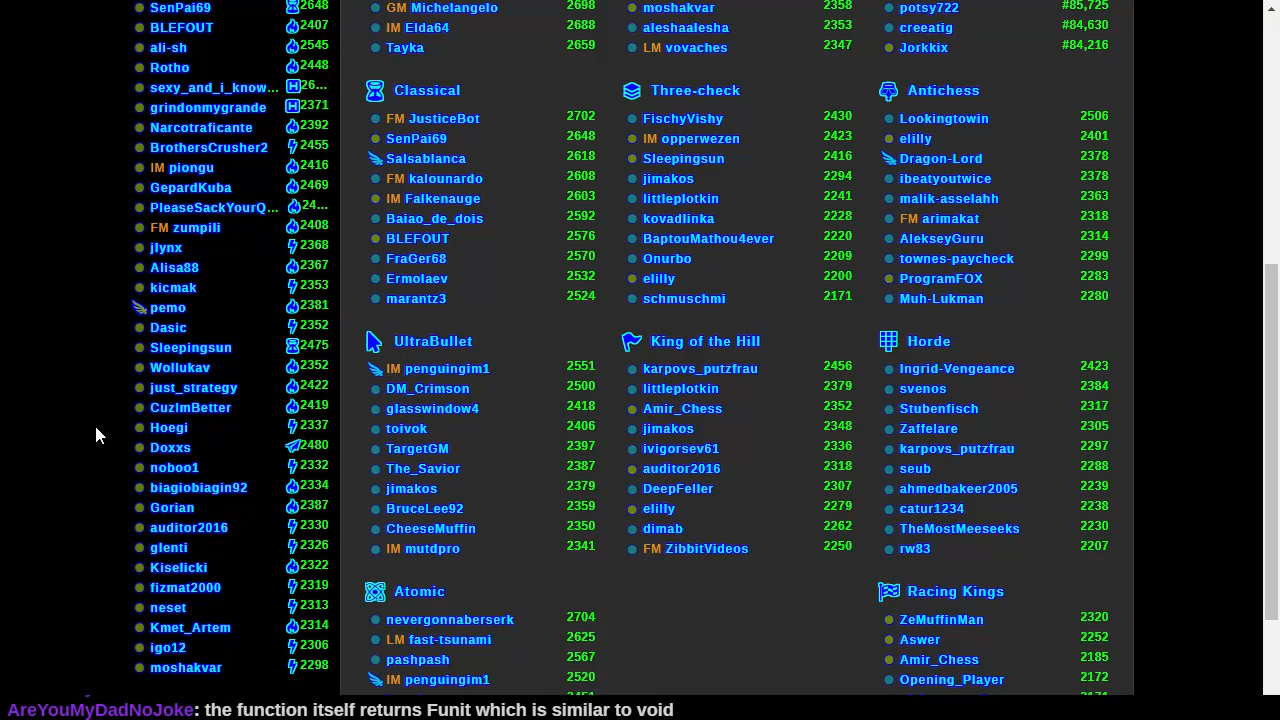 SenPai69 2648
BLEFOUT 2407
ali-sh 2545
Rotho 2448
sexy_and_i_know... 26...
grindonmygrande 2371
Narcotraficante 2392
BrothersCrusher2 2455
IM piongu 2416
GepardKuba 2469
PleaseSackYourQ... 24...
FM zumpili 2408
jlynx 2368
Alisa88 2367
kicmak 2353
pemo 2381
Dasic 2352
Sleepingsun 2475
Wollukav 2352
just_strategy 2422
CuzImBetter 2419
Hoegi 2337
Doxxs 2480
noboo1 2332
biagiobiagin92 2334
Gorian 2387
auditor2016 2330
glenti 2326
Kiselicki 2322
fizmat2000 2319
neset 2313
Kmet_Artem 2314
igo12 2306
moshakvar 2298
GM Michelangelo 2698
IM Elda64 2688
Tayka 2659
moshakvar 2358
aleshaalesha 2353
LM vovaches 2347
potsy722 #85,725
creeatig #84,630
Jorkkix #84,216
Classical
FM JusticeBot 2702
SenPai69 2648
Salsablanca 2618
FM kalounardo 2608
IM Falkenauge 2603
Baiao_de_dois 2592
BLEFOUT 2576
FraGer68 2570
Ermolaev 2532
marantz3 2524
Three-check
FischyVishy 2430
IM opperwezen 2423
Sleepingsun 2416
jimakos 2294
littleplotkin 2241
kovadlinka 2228
BaptouMathou4ever 2220
Onurbo 2209
elilly 2200
schmuschmi 2171
Antichess
Lookingtowin 2506
elilly 2401
Dragon-Lord 2378
ibeatyoutwice 2378
malik-asselahh 2363
FM arimakat 2318
AlekseyGuru 2314
townes-paycheck 2299
ProgramFOX 2283
Muh-Lukman 2280
UltraBullet
IM penguingim1 2551
DM_Crimson 2500
glasswindow4 2418
toivok 2406
TargetGM 2397
The_Savior 2387
jimakos 2379
BruceLee92 2359
CheeseMuffin 2350
IM mutdpro 2341
King of the Hill
karpovs_putzfrau 2456
littleplotkin 2379
Amir_Chess 2352
jimakos 2348
ivigorsev61 2336
auditor2016 2318
DeepFeller 2307
elilly 2279
dimab 2262
FM ZibbitVideos 2250
Horde
Ingrid-Vengeance 2423
svenos 2384
Stubenfisch 2317
Zaffelare 2305
karpovs_putzfrau 2297
seub 2288
ahmedbakeer2005 2239
catur1234 2238
TheMostMeeseeks 2230
rw83 2207
Atomic
nevergonnaberserk 2704
LM fast-tsunami 2625
pashpash 2567
IM penguingim1 2520
Racing Kings
ZeMuffinMan 2320
Aswer 2252
Amir_Chess 2185
Opening_Player 2172
AreYouMyDadNoJoke: the function itself returns Funit which is similar to void